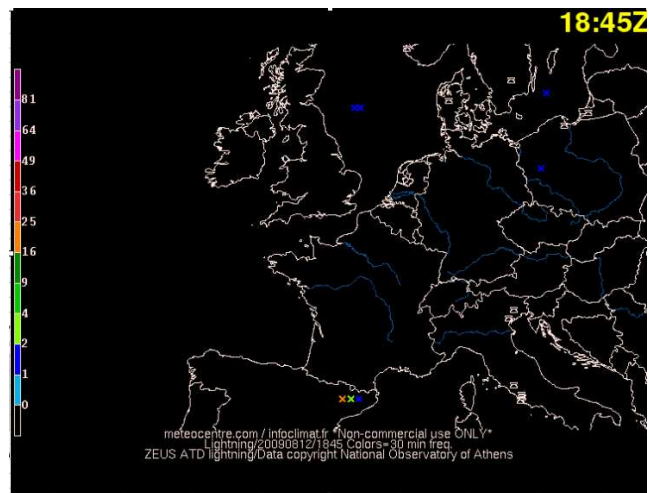 18:45Z
81
64
49
36
25
16
9
4
2
1
0
meteocentre.com / infoclimat.fr *Non-commercial use ONLY*
Lightning/20090812/1845 Colors=30 min freq.
ZEUS ATD lightning/Data copyright National Observatory of Athens